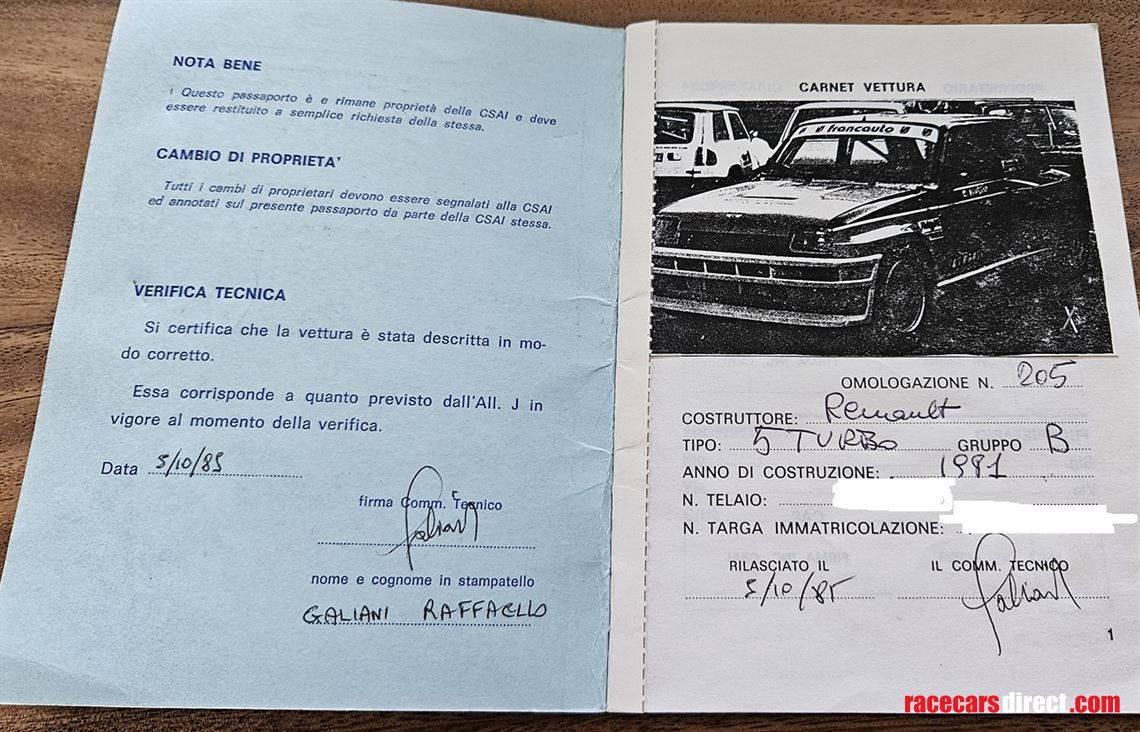 NOTA BENE
Questo passaporto è e rimane proprietà della CSAI e deve
essere restituito a semplice richiesta della stessa.
CAMBIO DI PROPRIETA'
Tutti i cambi di proprietari devono essere segnalati alla CSAI
ed annotati sul presente passaporto da parte della CSAI stessa.
VERIFICA TECNICA
Si certifica che la vettura è stata descritta in mo-
do corretto.
Essa corrisponde a quanto previsto dall'All. J in
vigore al momento della verifica.
Data 5/10/85
firma Comm. Tecnico
Galiani
nome e cognome in stampatello
GALIANI RAFFAELLO
CARNET VETTURA
francauto
OMOLOGAZIONE N. 205
COSTRUTTORE: Renault
TIPO: 5 TURBO GRUPPO B
ANNO DI COSTRUZIONE: 1981
N. TELAIO:
N. TARGA IMMATRICOLAZIONE:
RILASCIATO IL IL COMM. TECNICO
5/10/85 Galiani
1
racecarsdirect.com